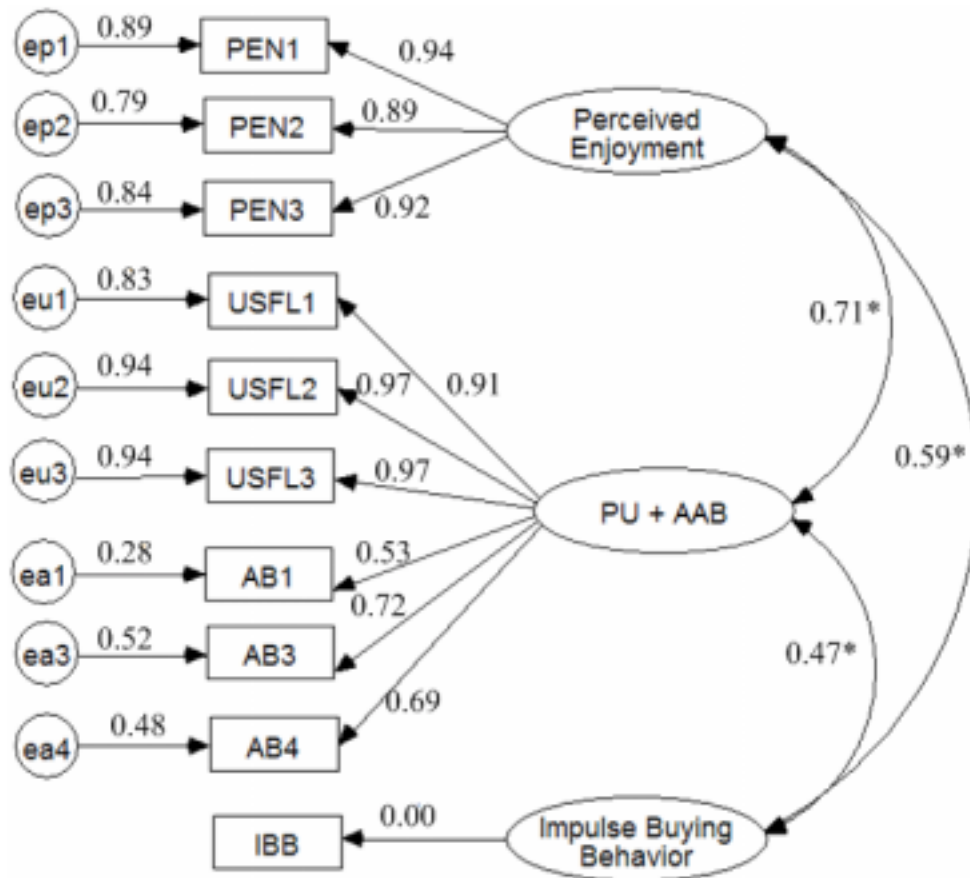 ep1 0.89 PEN1 0.94
ep2 0.79 PEN2 0.89 Perceived
Enjoyment
ep3 0.84 PEN3 0.92
eu1 0.83 USFL1 0.71*
eu2 0.94 USFL2 0.97 0.91
0.59*
eu3 0.94 USFL3 0.97
PU + AAB
ea1 0.28 AB1 0.53
ea3 0.52 AB3 0.72 0.47*
ea4 0.48 AB4 0.69
IBB 0.00 Impulse Buying
Behavior